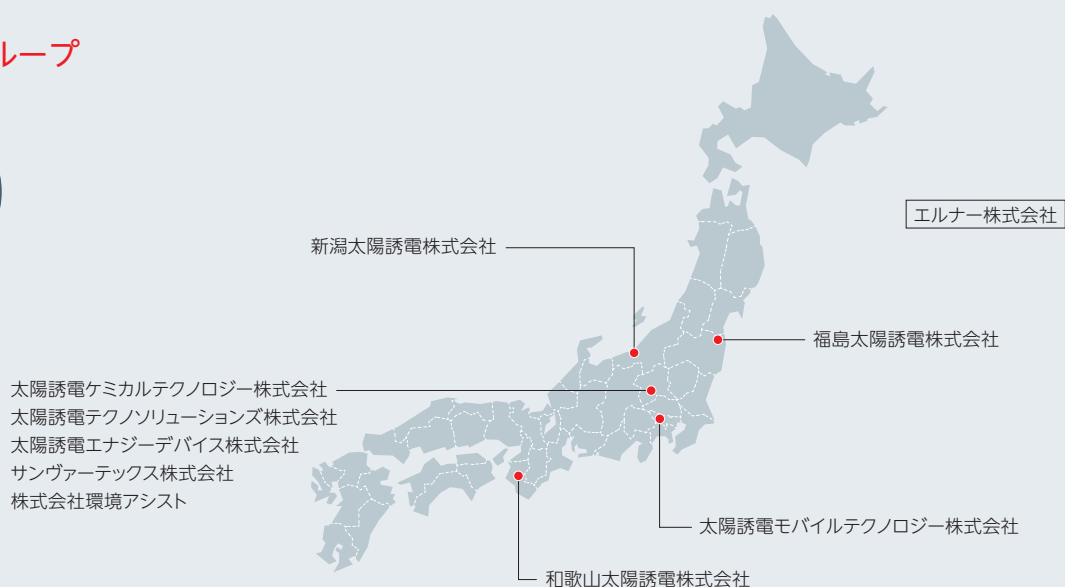 ループ
エルナー株式会社
新潟太陽誘電株式会社
福島太陽誘電株式会社
太陽誘電ケミカルテクノロジー株式会社
太陽誘電テクノソリューションズ株式会社
太陽誘電エナジーデバイス株式会社
サンヴァーテックス株式会社
株式会社環境アシスト
太陽誘電モバイルテクノロジー株式会社
和歌山太陽誘電株式会社